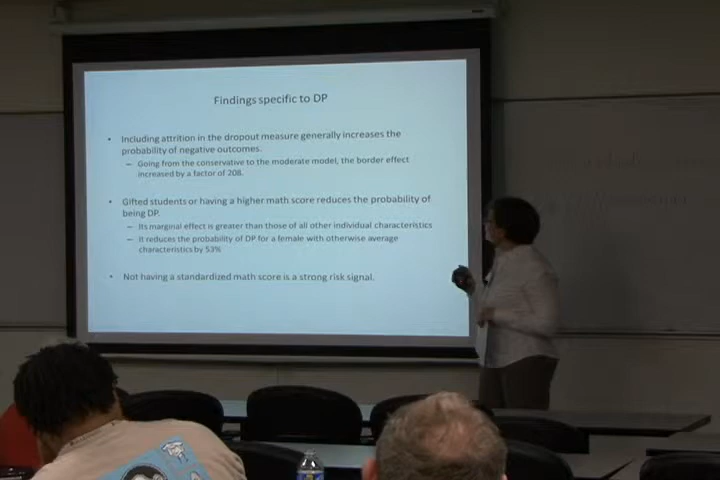 Findings specific to DP
• Including attrition in the dropout measure generally increases the
probability of negative outcomes.
– Going from the conservative to the moderate model, the border effect
increased by a factor of 208.
• Gifted students or having a higher math score reduces the probability of
being DP.
– Its marginal effect is greater than those of all other individual characteristics
– It reduces the probability of DP for a female with otherwise average
characteristics by 53%
• Not having a standardized math score is a strong risk signal.